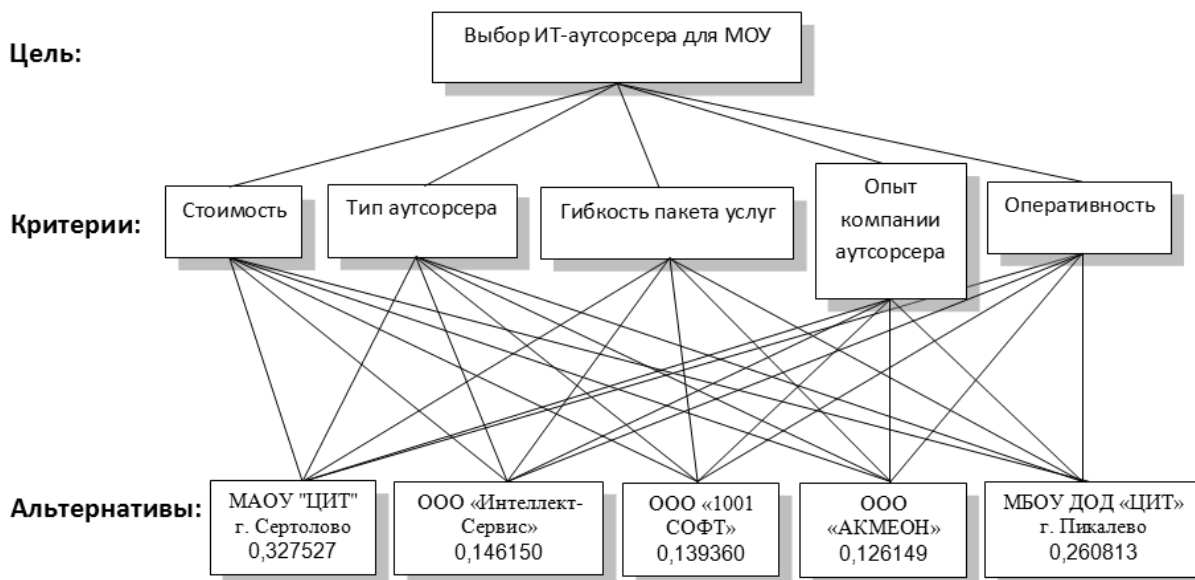 Цель:
Выбор ИТ-аутсорсера для МОУ
Критерии:
Стоимость
Тип аутсорсера
Гибкость пакета услуг
Опыт
компании
аутсорсера
Оперативность
Альтернативы:
МАОУ "ЦИТ"
г. Сертолово
0,327527
ООО «Интеллект-
Сервис»
0,146150
ООО «1001
СОФТ»
0,139360
ООО
«АКМЕОН»
0,126149
МБОУ ДОД «ЦИТ»
г. Пикалево
0,260813